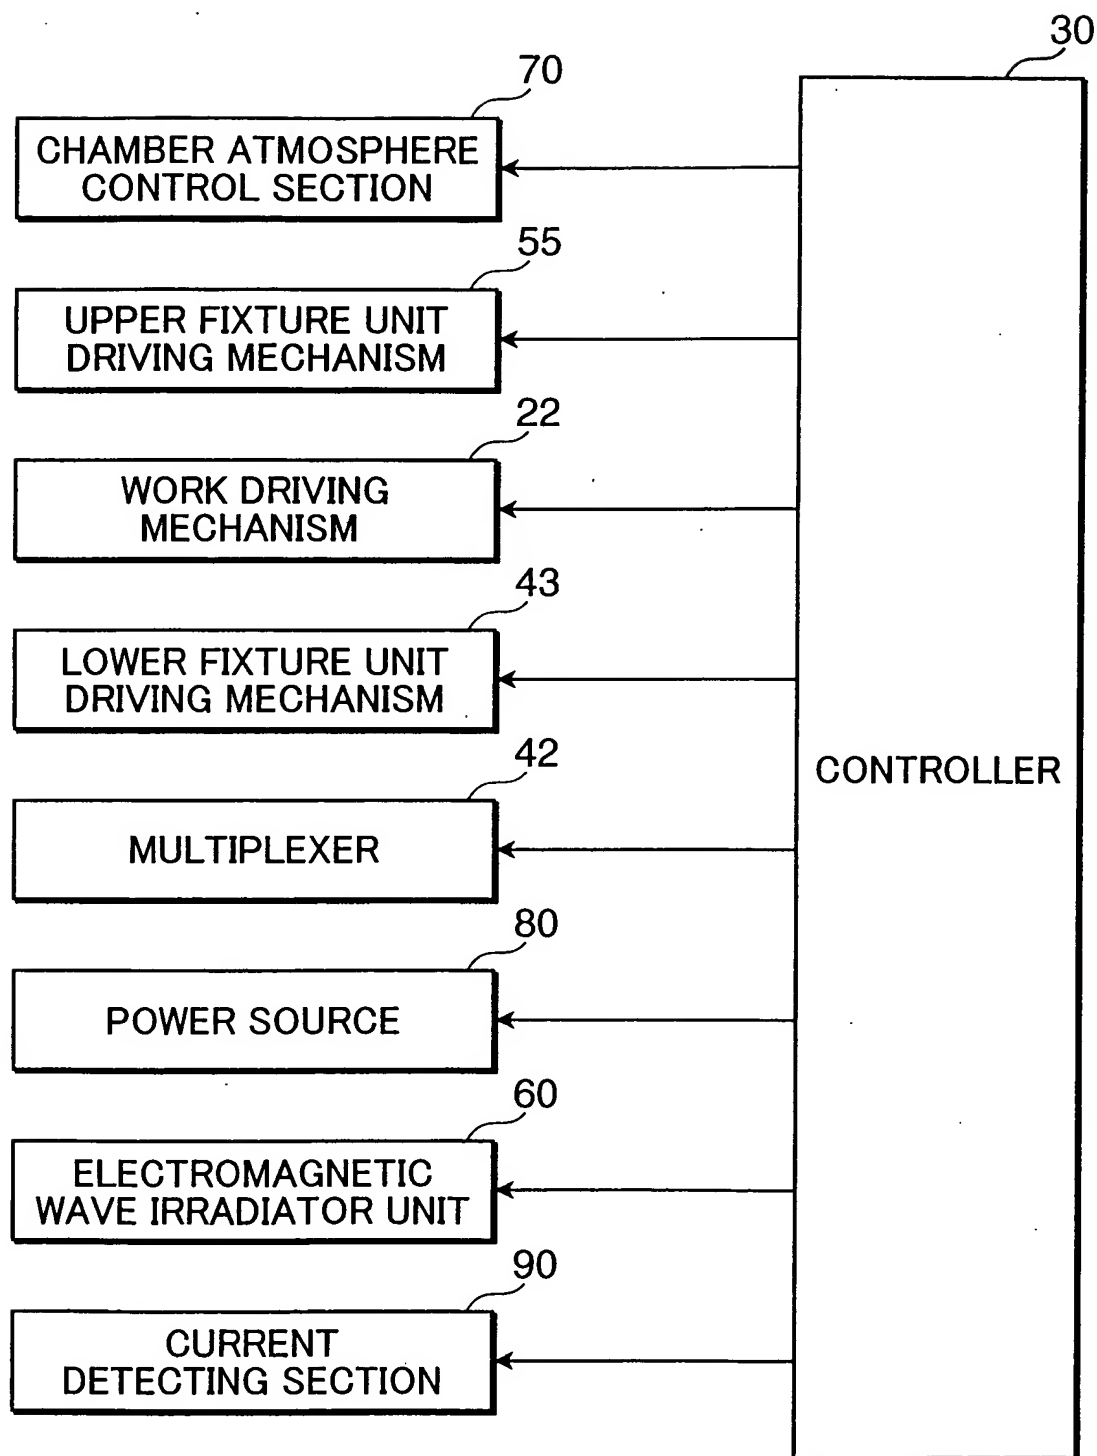 30
70
CHAMBER ATMOSPHERE
CONTROL SECTION
55
UPPER FIXTURE UNIT
DRIVING MECHANISM
22
WORK DRIVING
MECHANISM
43
LOWER FIXTURE UNIT
DRIVING MECHANISM
CONTROLLER
42
MULTIPLEXER
80
POWER SOURCE
60
ELECTROMAGNETIC
WAVE IRRADIATOR UNIT
90
CURRENT
DETECTING SECTION